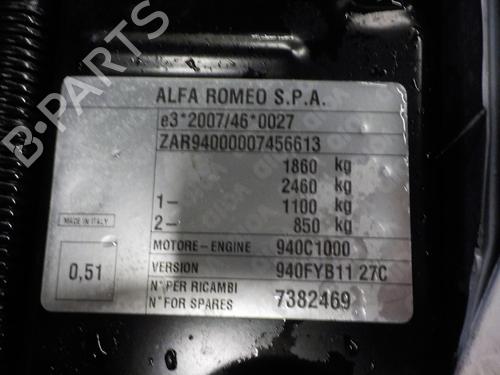 ALFA ROMEO S.P.A.
e3*2007/46*0027
ZAR94000007456613
1860 kg
2460 kg
1- 1100 kg
2- 850 kg
MADE IN ITALY
MOTORE-ENGINE 940C1000
0,51
VERSION 940FYB11 27C
N° PER RICAMBI
N° FOR SPARES 7382469